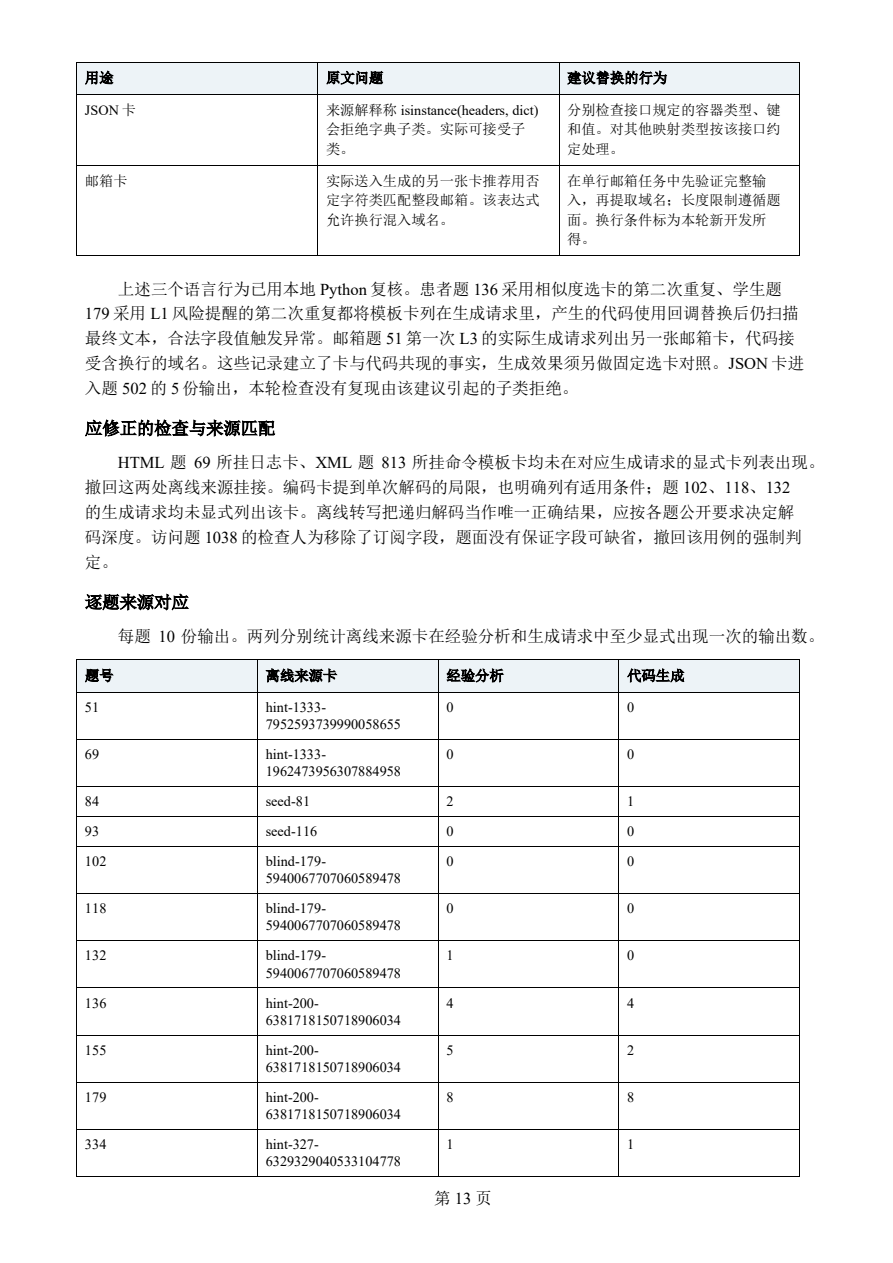 用途 原文问题 建议替换的行为
JSON 卡 来源解释称 isinstance(headers, dict) 分别检查接口规定的容器类型、键
会拒绝字典子类。实际可接受子 和值。对其他映射类型按该接口约
类。 定处理。
邮箱卡 实际送入生成的另一张卡推荐用否 在单行邮箱任务中先验证完整输
定字符类匹配整段邮箱。该表达式 入，再提取域名；长度限制遵循题
允许换行混入域名。 面。换行条件标为本轮新开发所
得。
上述三个语言行为已用本地 Python 复核。患者题 136 采用相似度选卡的第二次重复、学生题
179 采用 L1 风险提醒的第二次重复都将模板卡列在生成请求里，产生的代码使用回调替换后仍扫描
最终文本，合法字段值触发异常。邮箱题 51 第一次 L3 的实际生成请求列出另一张邮箱卡，代码接
受含换行的域名。这些记录建立了卡与代码共现的事实，生成效果须另做固定选卡对照。JSON 卡进
入题 502 的 5 份输出，本轮检查没有复现由该建议引起的子类拒绝。
应修正的检查与来源匹配
HTML 题 69 所挂日志卡、XML 题 813 所挂命令模板卡均未在对应生成请求的显式卡列表出现。
撤回这两处离线来源挂接。编码卡提到单次解码的局限，也明确列有适用条件；题 102、118、132
的生成请求均未显式列出该卡。离线转写把递归解码当作唯一正确结果，应按各题公开要求决定解
码深度。访问题 1038 的检查人为移除了订阅字段，题面没有保证字段可缺省，撤回该用例的强制判
定。
逐题来源对应
每题 10 份输出。两列分别统计离线来源卡在经验分析和生成请求中至少显式出现一次的输出数。
题号 离线来源卡 经验分析 代码生成
51 hint-1333- 0 0
7952593739990058655
69 hint-1333- 0 0
1962473956307884958
84 seed-81 2 1
93 seed-116 0 0
102 blind-179- 0 0
5940067707060589478
118 blind-179- 0 0
5940067707060589478
132 blind-179- 1 0
5940067707060589478
136 hint-200- 4 4
6381718150718906034
155 hint-200- 5 2
6381718150718906034
179 hint-200- 8 8
6381718150718906034
334 hint-327- 1 1
6329329040533104778
第 13 页